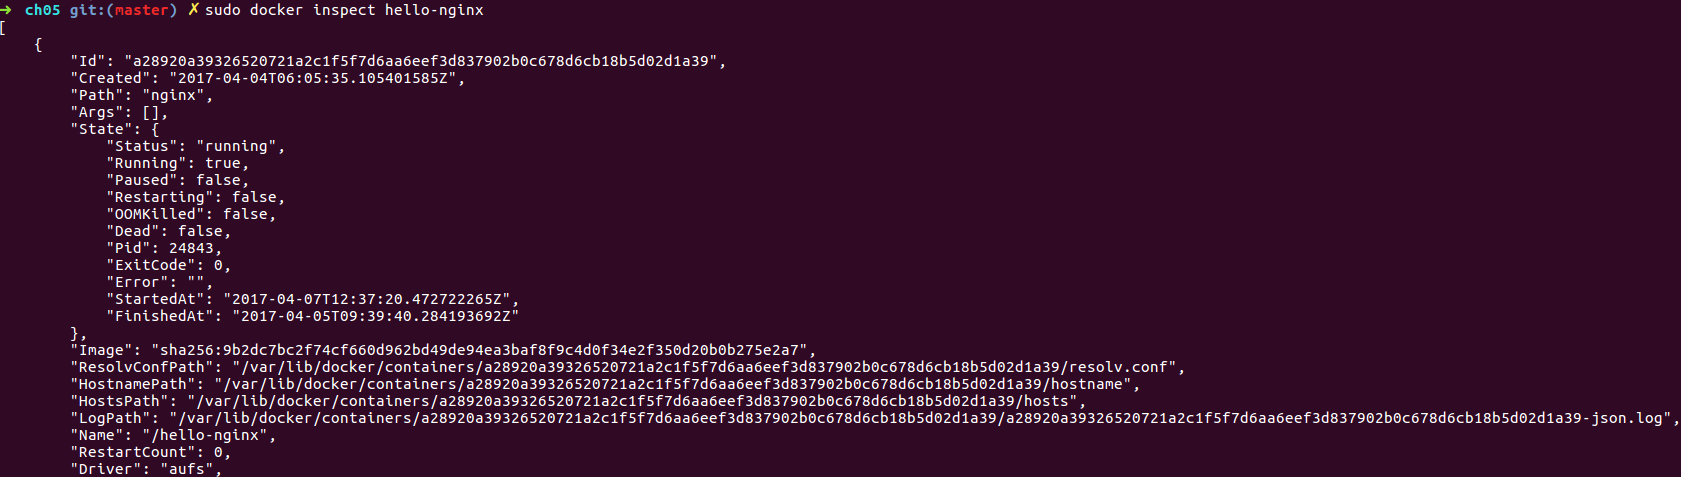 ➜  ch05 git:(master) ✗ sudo docker inspect hello-nginx
[
    {
        "Id": "a28920a39326520721a2c1f5f7d6aa6eef3d837902b0c678d6cb18b5d02d1a39",
        "Created": "2017-04-04T06:05:35.105401585Z",
        "Path": "nginx",
        "Args": [],
        "State": {
            "Status": "running",
            "Running": true,
            "Paused": false,
            "Restarting": false,
            "OOMKilled": false,
            "Dead": false,
            "Pid": 24843,
            "ExitCode": 0,
            "Error": "",
            "StartedAt": "2017-04-07T12:37:20.472722265Z",
            "FinishedAt": "2017-04-05T09:39:40.284193692Z"
        },
        "Image": "sha256:9b2dc7bc2f74cf660d962bd49de94ea3baf8f9c4d0f34e2f350d20b0b275e2a7",
        "ResolvConfPath": "/var/lib/docker/containers/a28920a39326520721a2c1f5f7d6aa6eef3d837902b0c678d6cb18b5d02d1a39/resolv.conf",
        "HostnamePath": "/var/lib/docker/containers/a28920a39326520721a2c1f5f7d6aa6eef3d837902b0c678d6cb18b5d02d1a39/hostname",
        "HostsPath": "/var/lib/docker/containers/a28920a39326520721a2c1f5f7d6aa6eef3d837902b0c678d6cb18b5d02d1a39/hosts",
        "LogPath": "/var/lib/docker/containers/a28920a39326520721a2c1f5f7d6aa6eef3d837902b0c678d6cb18b5d02d1a39/a28920a39326520721a2c1f5f7d6aa6eef3d837902b0c678d6cb18b5d02d1a39-json.log",
        "Name": "/hello-nginx",
        "RestartCount": 0,
        "Driver": "aufs",